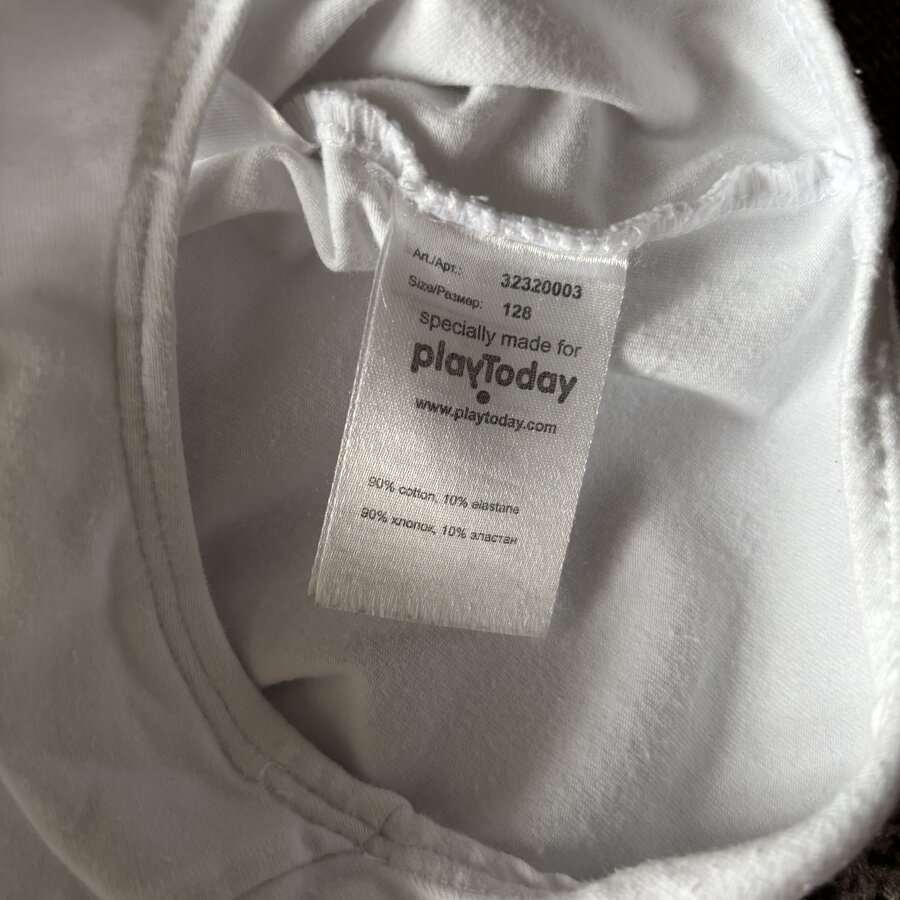 Art./Арт.: 32320003
Size/Размер: 128
specially made for
playToday
www.playtoday.com
90% cotton, 10% elastane
90% хлопок, 10% эластан